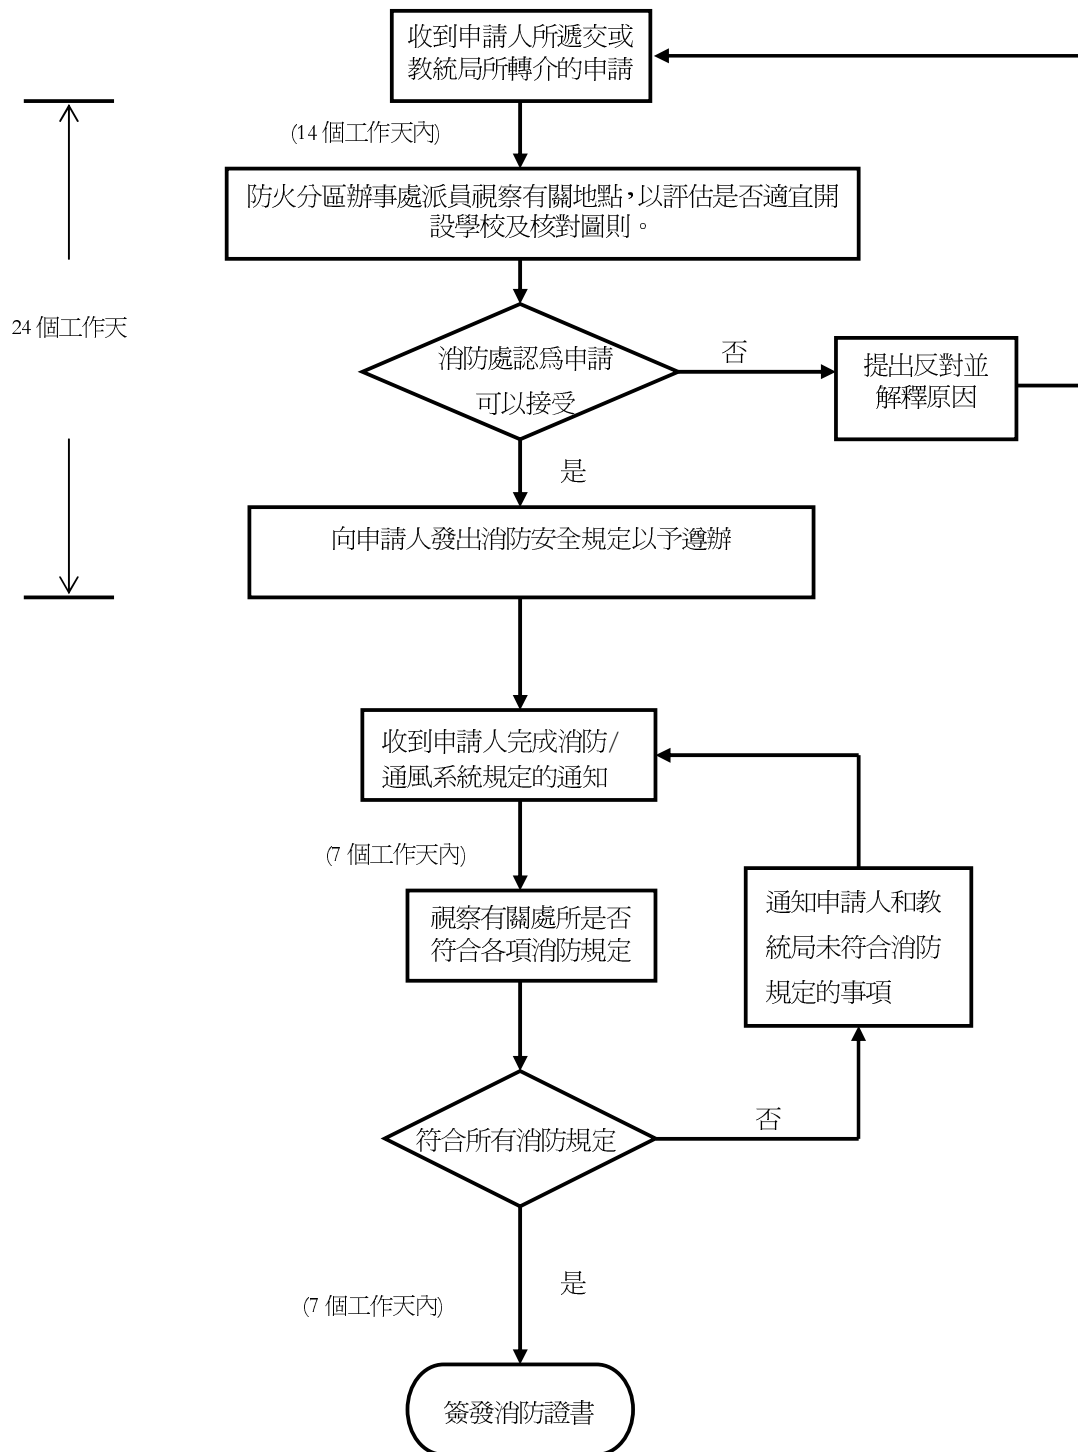 收到申請人所遞交或
教統局所轉介的申請
(14 個工作天內)
防火分區辦事處派員視察有關地點，以評估是否適宜開
設學校及核對圖則。
24 個工作天
消防處認為申請
可以接受
否
提出反對並
解釋原因
是
向申請人發出消防安全規定以予遵辦
收到申請人完成消防/
通風系統規定的通知
(7 個工作天內)
視察有關處所是否
符合各項消防規定
通知申請人和教
統局未符合消防
規定的事項
符合所有消防規定
否
是
(7 個工作天內)
簽發消防證書